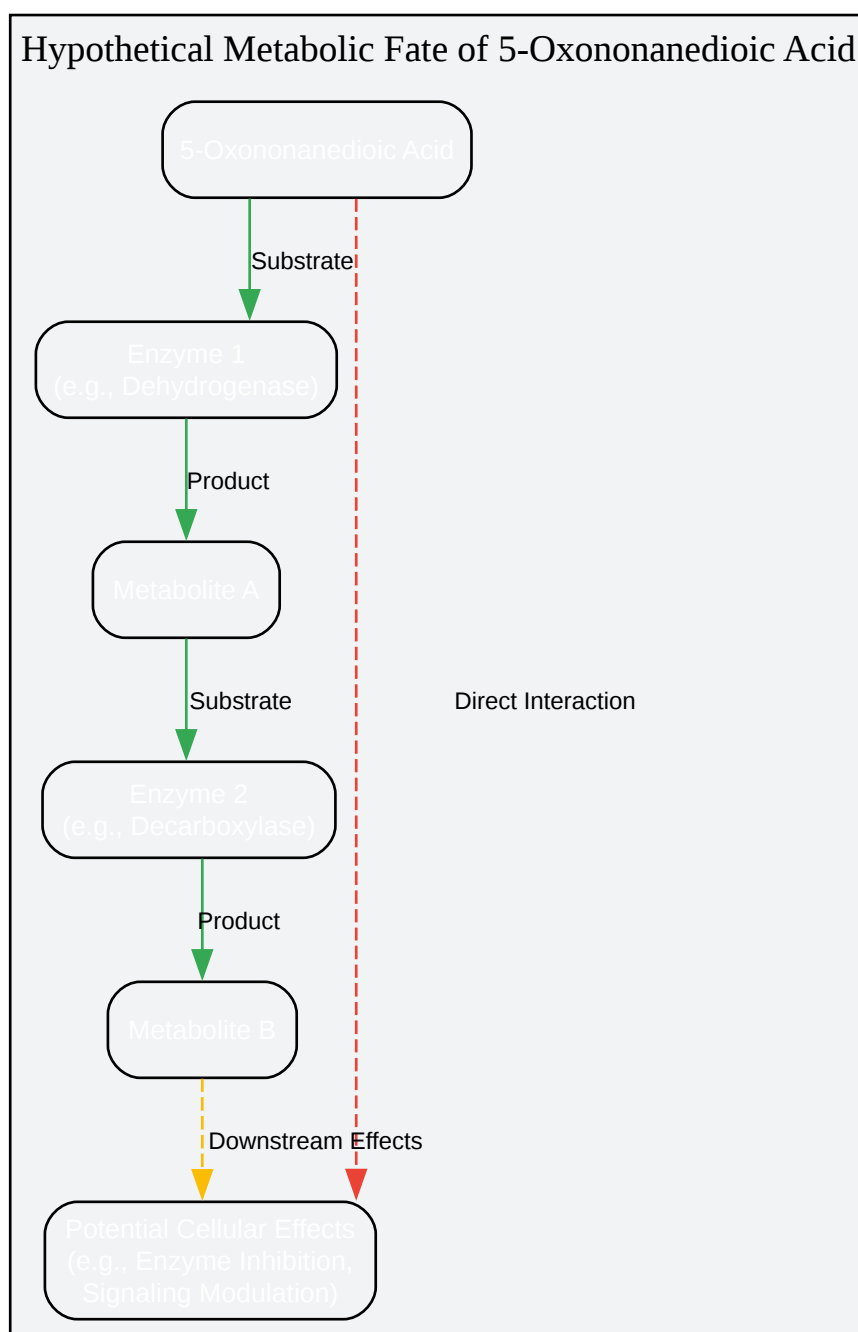 Hypothetical Metabolic Fate of 5-Oxononanedioic Acid
5-Oxononanedioic Acid
Substrate
Enzyme 1
(e.g., Dehydrogenase)
Product
Metabolite A
Substrate
Direct Interaction
Enzyme 2
(e.g., Decarboxylase)
Product
Metabolite B
Downstream Effects
Potential Cellular Effects
(e.g., Enzyme Inhibition,
Signaling Modulation)